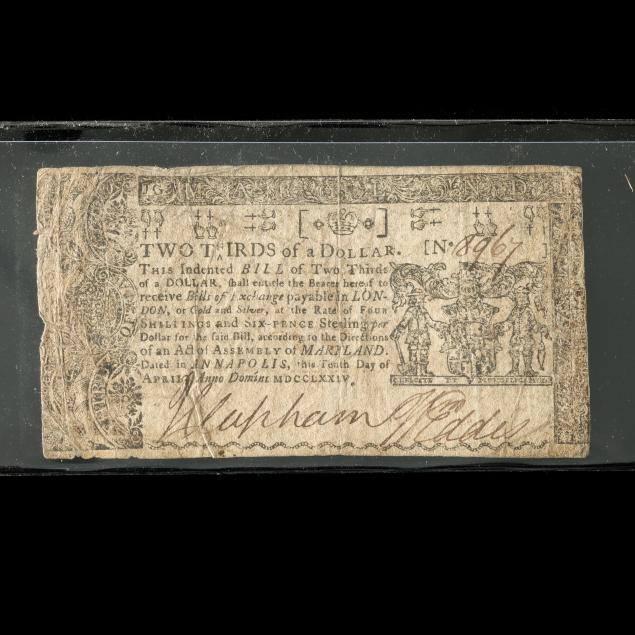 MARYLAND
TWO THIRDS of a DOLLAR. [No. 8967]
THIS Indented BILL of Two Thirds
of a DOLLAR, shall entitle the Bearer hereof to
receive Bills of Exchange payable in LON-
DON, or Gold and Silver, at the Rate of FOUR
SHILLINGS and SIX-PENCE Sterling per
Dollar for the said Bill, according to the Directions
of an Act of ASSEMBLY of MARYLAND.
Dated in ANNAPOLIS, this Tenth Day of
APRIL, Anno Domini MDCCLXXIV.
Clapham W Eddis